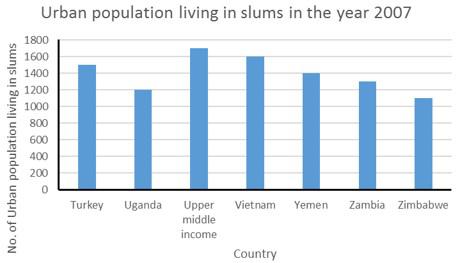 Urban population living in slums in the year 2007
No. of Urban population living in slums
1800
1600
1400
1200
1000
800
600
400
200
0
Turkey
Uganda
Upper
middle
income
Vietnam
Yemen
Zambia
Zimbabwe
Country